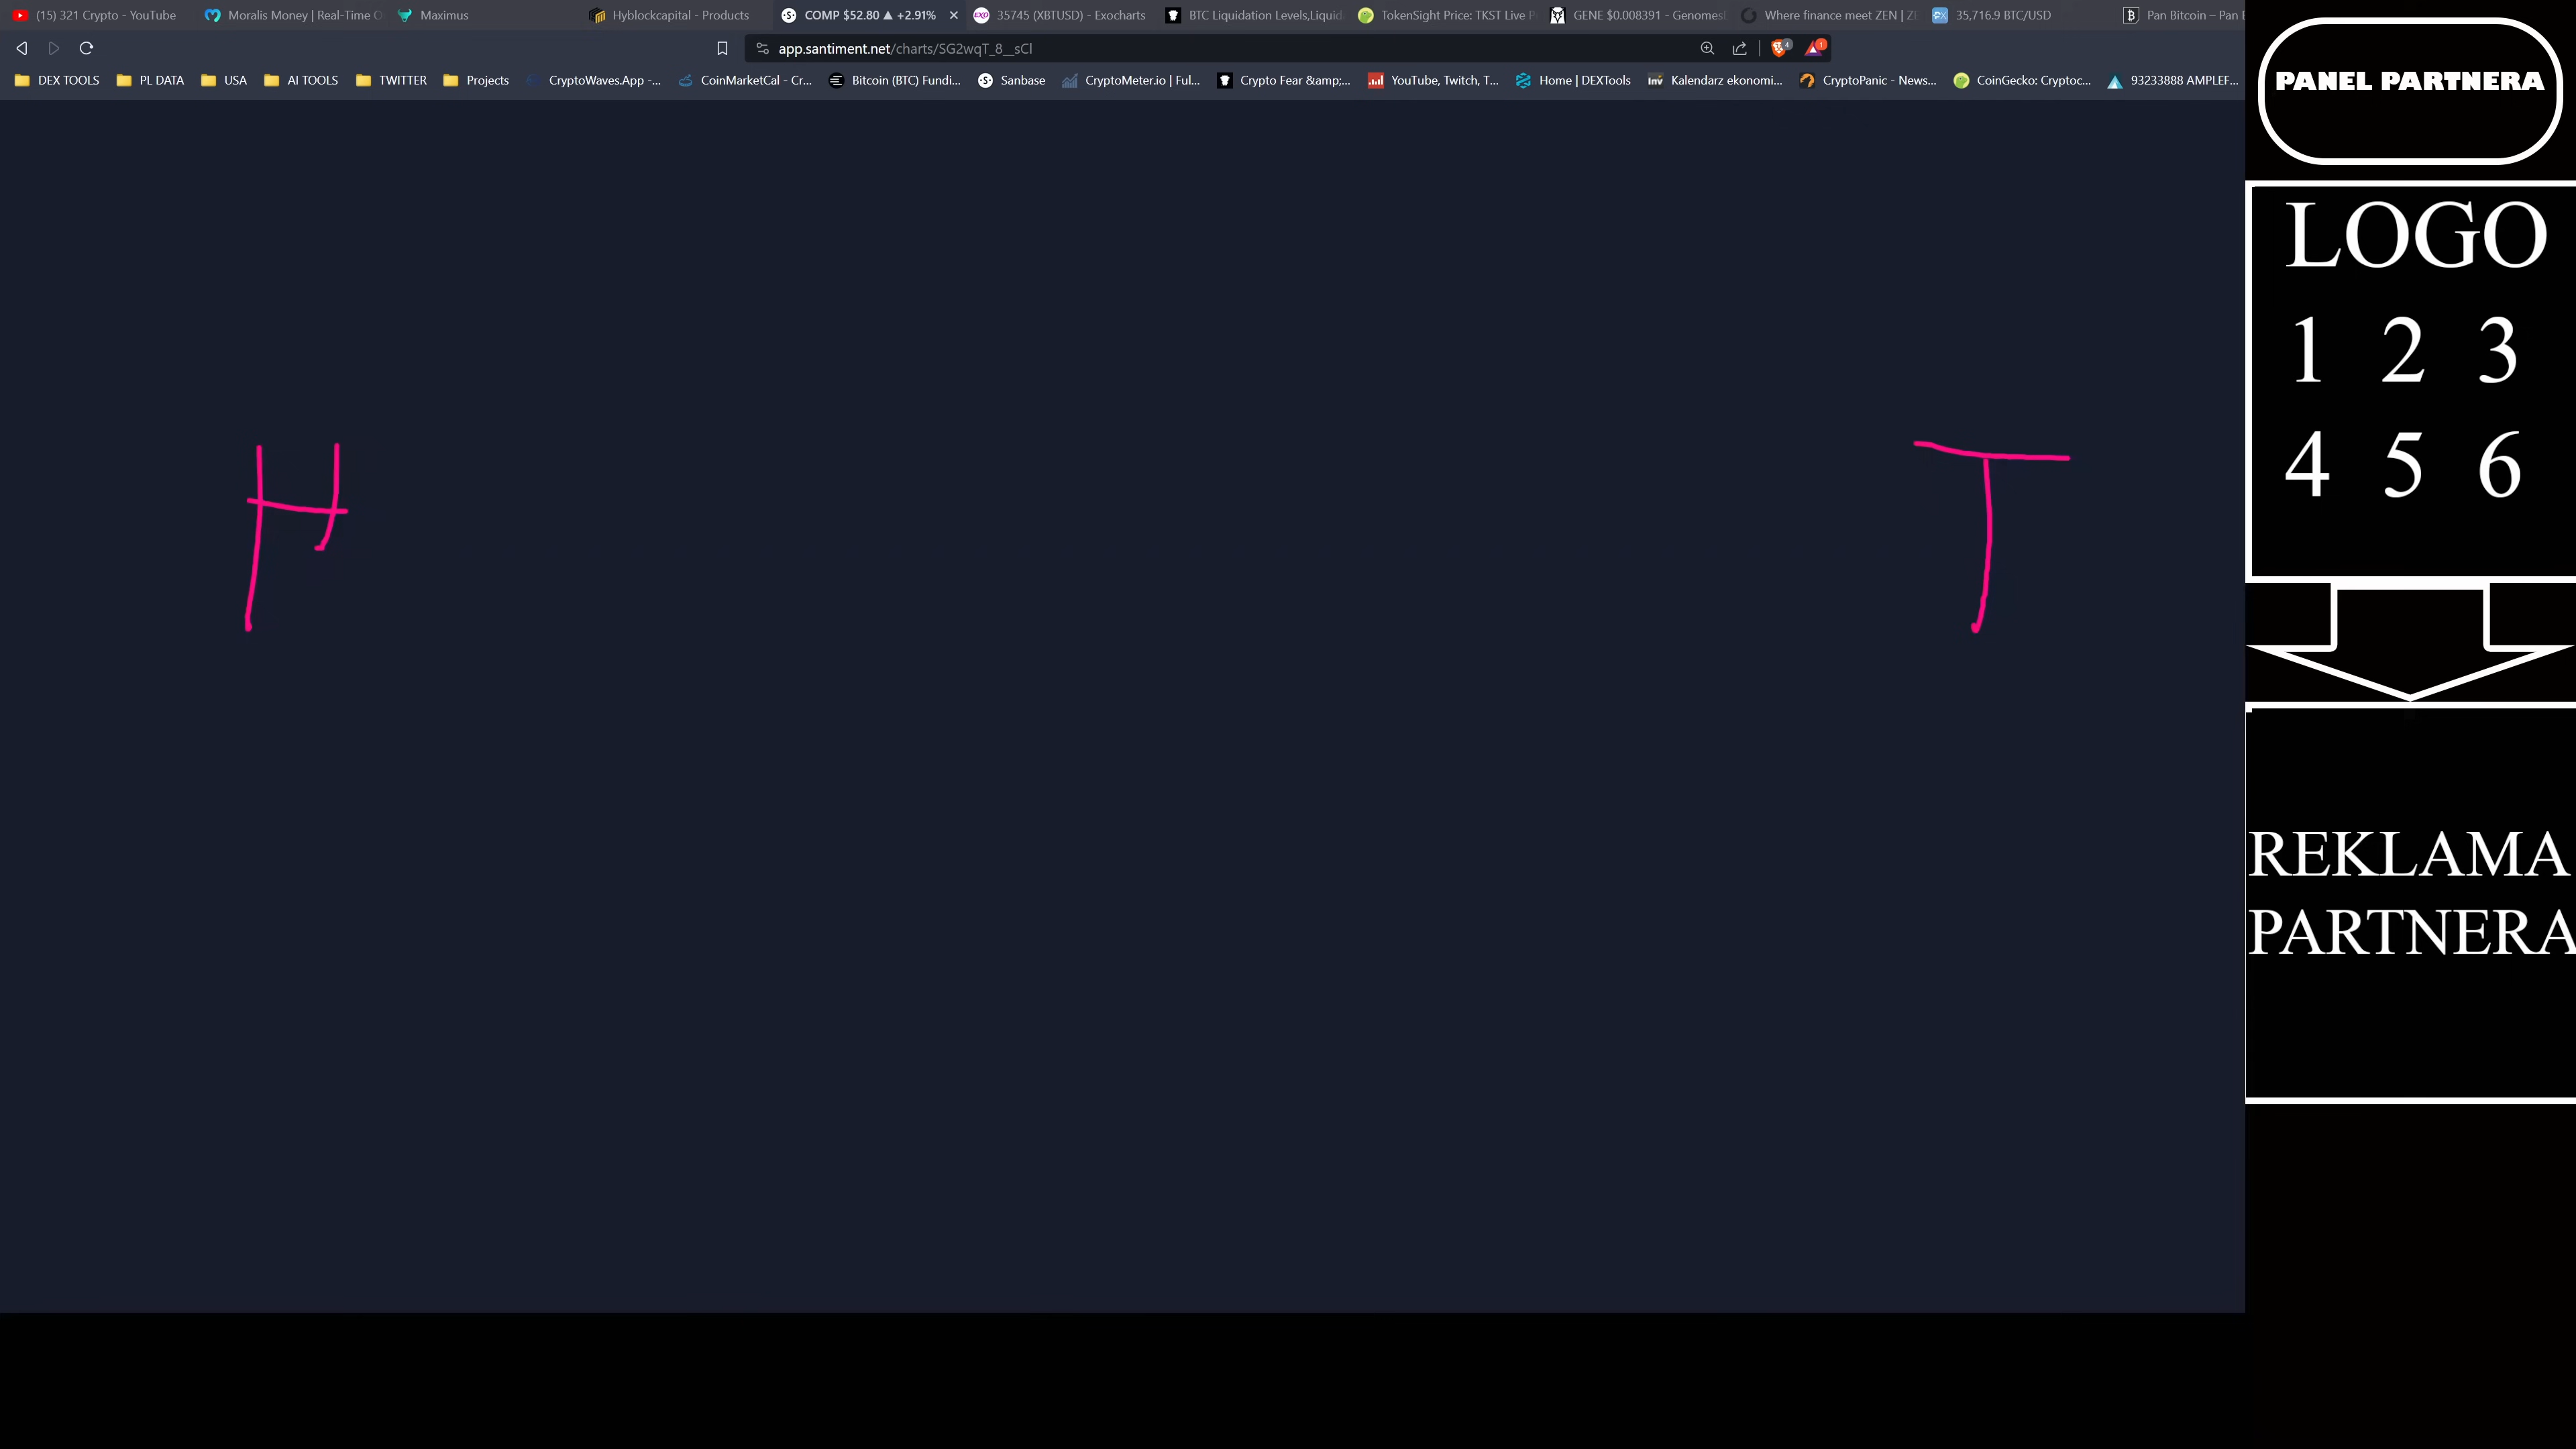 (15) 321 Crypto - YouTube
Moralis Money | Real-Time O
Maximus
Hyblockcapital - Products
COMP $52.80 ▲ +2.91%
35745 (XBTUSD) - Exocharts
BTC Liquidation Levels,Liquid
TokenSight Price: TKST Live P
GENE $0.008391 - Genomes
Where finance meet ZEN | Z
35,716.9 BTC/USD
Pan Bitcoin – Pan B
app.santiment.net/charts/SG2wqT_8__sCl
4
1
DEX TOOLS
PL DATA
USA
AI TOOLS
TWITTER
Projects
CryptoWaves.App -...
CoinMarketCal - Cr...
Bitcoin (BTC) Fundi...
Sanbase
CryptoMeter.io | Ful...
Crypto Fear &amp;...
YouTube, Twitch, T...
Home | DEXTools
Kalendarz ekonomi...
CryptoPanic - News...
CoinGecko: Cryptoc...
93233888 AMPLEF...
H
T
PANEL PARTNERA
LOGO
1 2 3
4 5 6
REKLAMA
PARTNERA